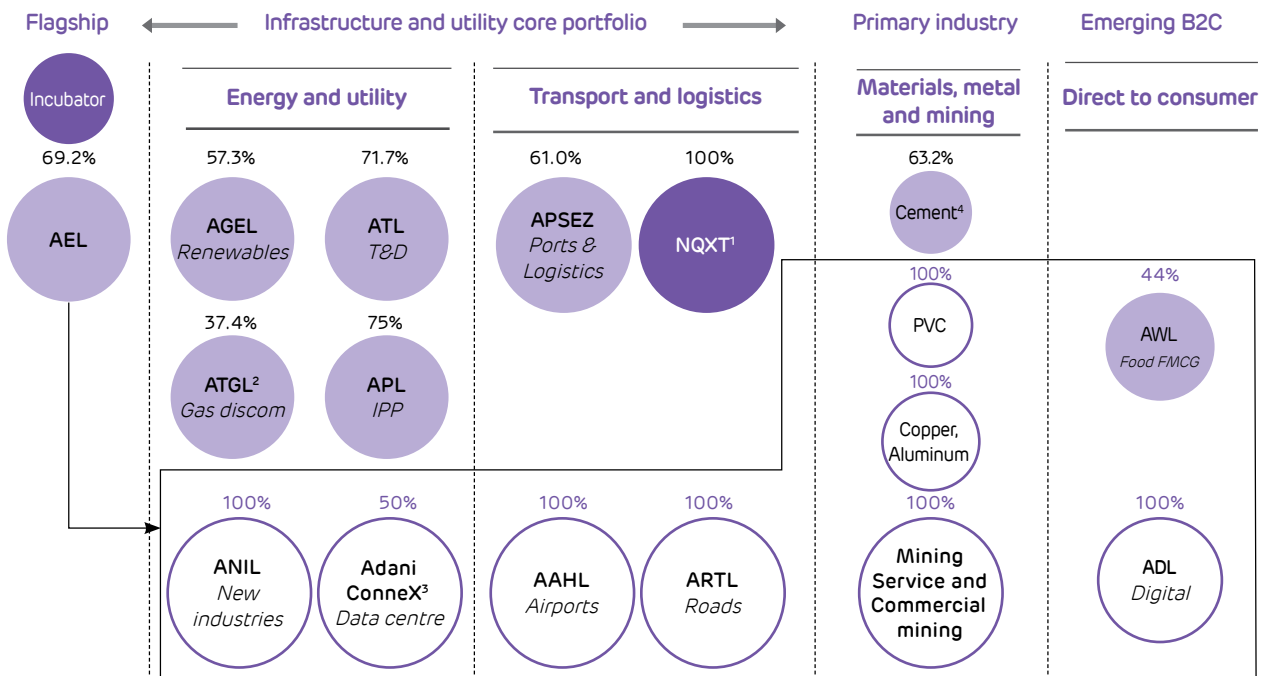 Flagship
Infrastructure and utility core portfolio
Primary industry
Emerging B2C
Incubator
Energy and utility
Transport and logistics
Materials, metal
and mining
Direct to consumer
69.2%
AEL
57.3%
AGEL
Renewables
71.7%
ATL
T&D
61.0%
APSEZ
Ports &
Logistics
100%
NQXT¹
63.2%
Cement⁴
37.4%
ATGL²
Gas discom
75%
APL
IPP
100%
PVC
100%
Copper,
Aluminum
44%
AWL
Food FMCG
100%
ANIL
New
industries
50%
Adani
ConneX³
Data centre
100%
AAHL
Airports
100%
ARTL
Roads
100%
Mining
Service and
Commercial
mining
100%
ADL
Digital